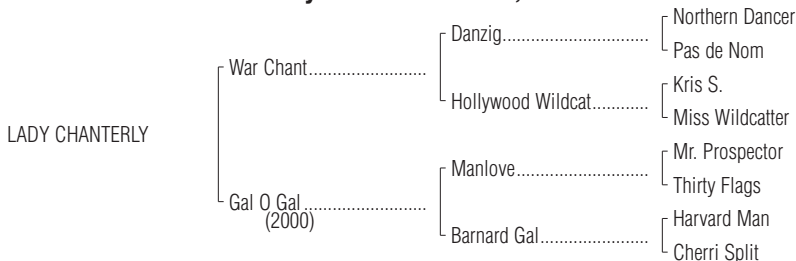 Northern Dancer
Danzig
Pas de Nom
War Chant
Kris S.
Hollywood Wildcat
Miss Wildcatter
LADY CHANTERLY
Mr. Prospector
Manlove
Thirty Flags
Gal O Gal
(2000)
Harvard Man
Barnard Gal
Cherri Split